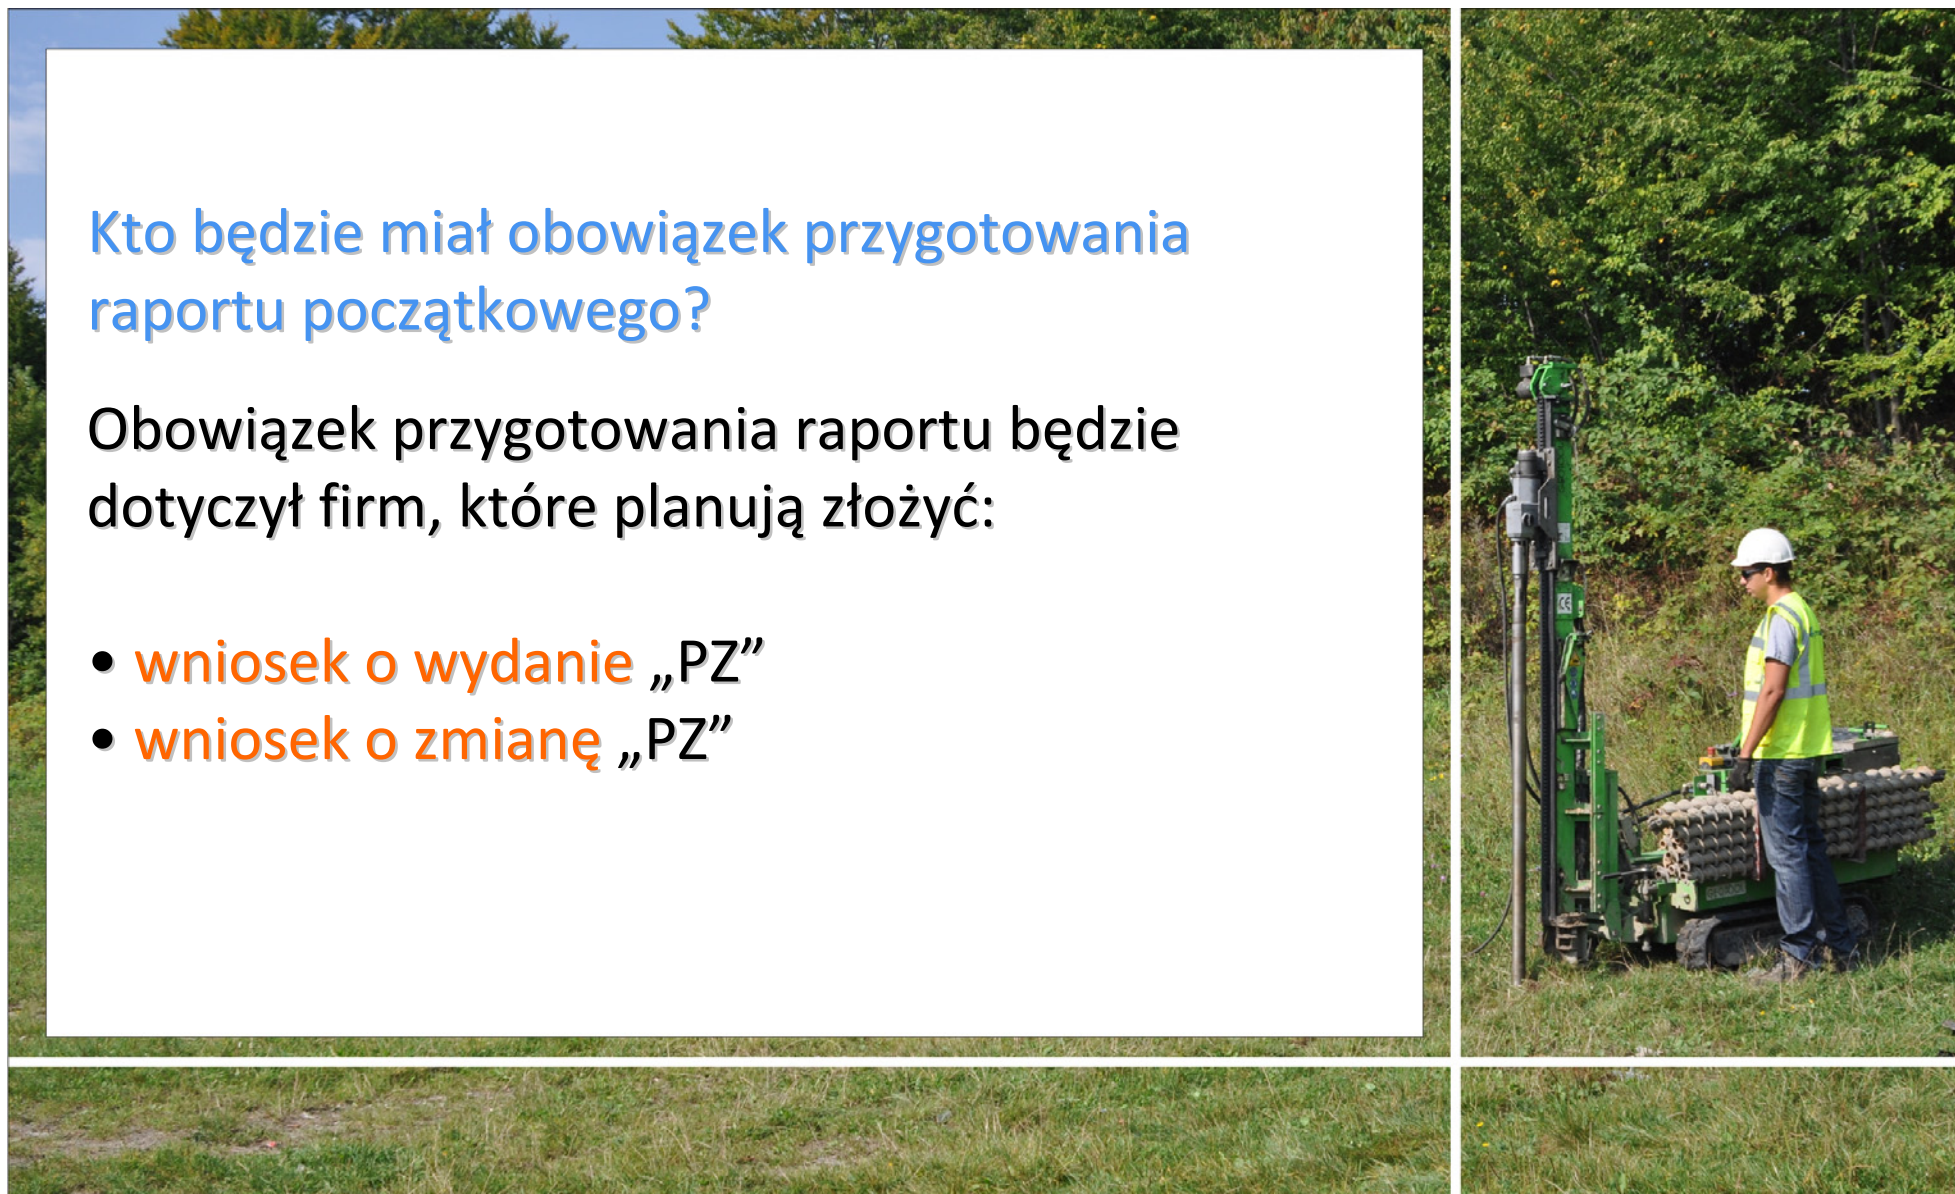 Kto będzie miał obowiązek przygotowania
raportu początkowego?
Obowiązek przygotowania raportu będzie
dotyczył firm, które planują złożyć:
• wniosek o wydanie „PZ”
• wniosek o zmianę „PZ”
CE